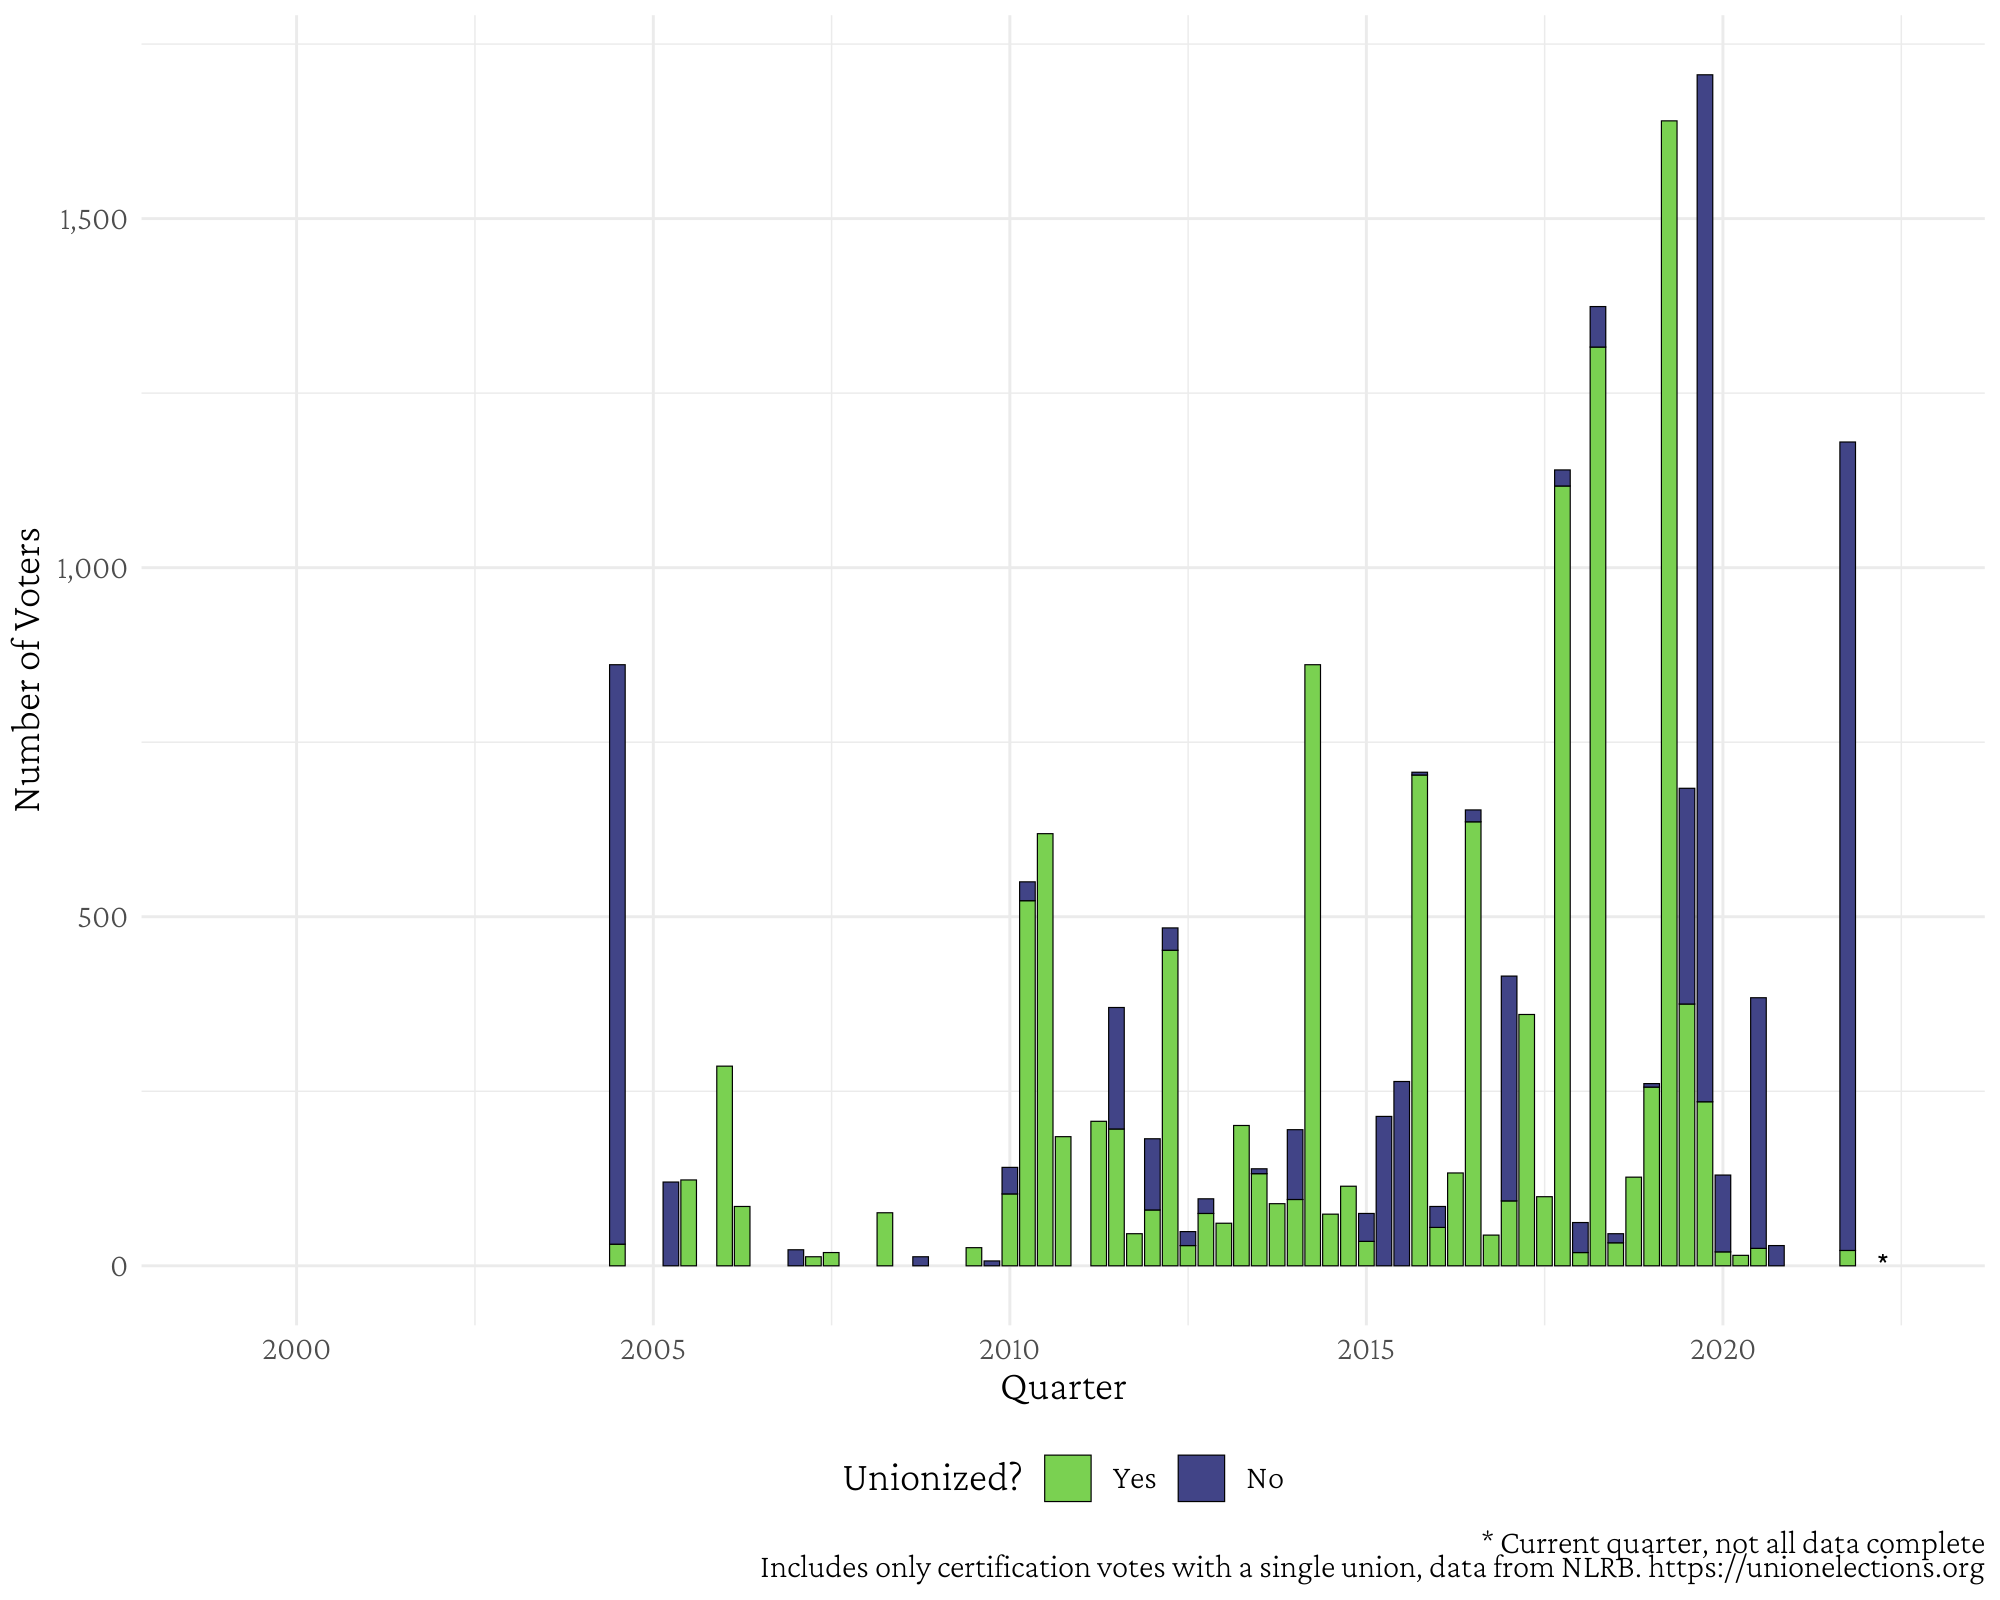 1,500
1,000
500
0
Number of Voters
*
2000 2005 2010 2015 2020
Quarter
Unionized? Yes No
* Current quarter, not all data complete
Includes only certification votes with a single union, data from NLRB. https://unionelections.org